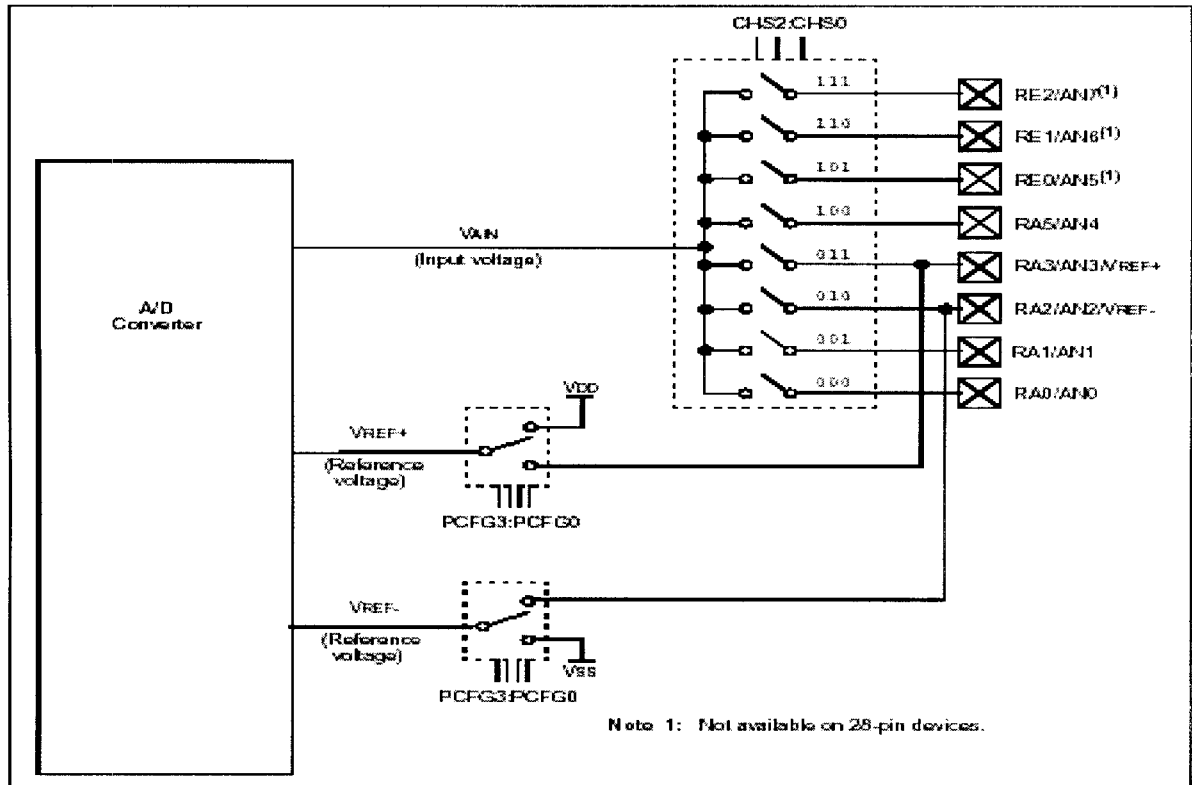 CHS2:CHS0
111
RE2/AN7(1)
110
RE1/AN6(1)
101
RE0/AN5(1)
100
RA5/AN4
VAIN
(Input voltage)
011
RA3/AN3/VREF+
A/D
Converter
010
RA2/AN2/VREF-
001
RA1/AN1
000
RA0/AN0
VDD
VREF+
(Reference
voltage)
PCFG3:PCFG0
VREF-
(Reference
voltage)
VSS
PCFG3:PCFG0
Note 1: Not available on 28-pin devices.